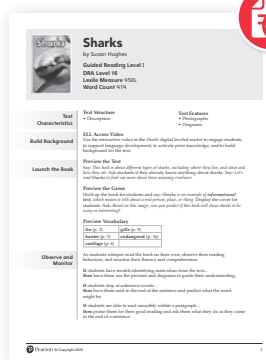 Sharks
Sharks
by Susan Hughes
Guided Reading Level I
DRA Level 16
Lexile Measure 450L
Word Count 474
Text
Characteristics
Text Structure
• Description
Text Features
• Photographs
• Diagrams
Build Background
ELL Access Video
Use the interactive video in the Sharks digital leveled reader to engage students,
to support language development, to activate prior knowledge, and to build
background for the text.
Launch the Book
Preview the Text
Say: This book is about different types of sharks, including where they live, and what and
how they eat. Ask students if they already know anything about sharks. Say: Let's
read Sharks to find out more about these amazing creatures.
Preview the Genre
Hold up the book for students and say: Sharks is an example of informational
text, which means it tells about a real person, place, or thing. Display the cover for
students. Ask: Based on this image, can you predict if this book will show sharks to be
scary or interesting?
Preview Vocabulary
fin (p. 2)
gills (p. 9)
hunter (p. 5)
endangered (p. 16)
cartilage (p. 6)
Observe and
Monitor
As students whisper-read the book on their own, observe their reading
behaviors, and monitor their fluency and comprehension.
If students have trouble identifying main ideas from the text...
then have them use the pictures and diagrams to guide their understanding.
If students stop at unknown words...
then have them read to the end of the sentence and predict what the word
might be.
If students are able to read smoothly within a paragraph...
then praise them for their good reading and ask them what they do as they come
to the end of a sentence.
Pearson © Copyright 2020
1